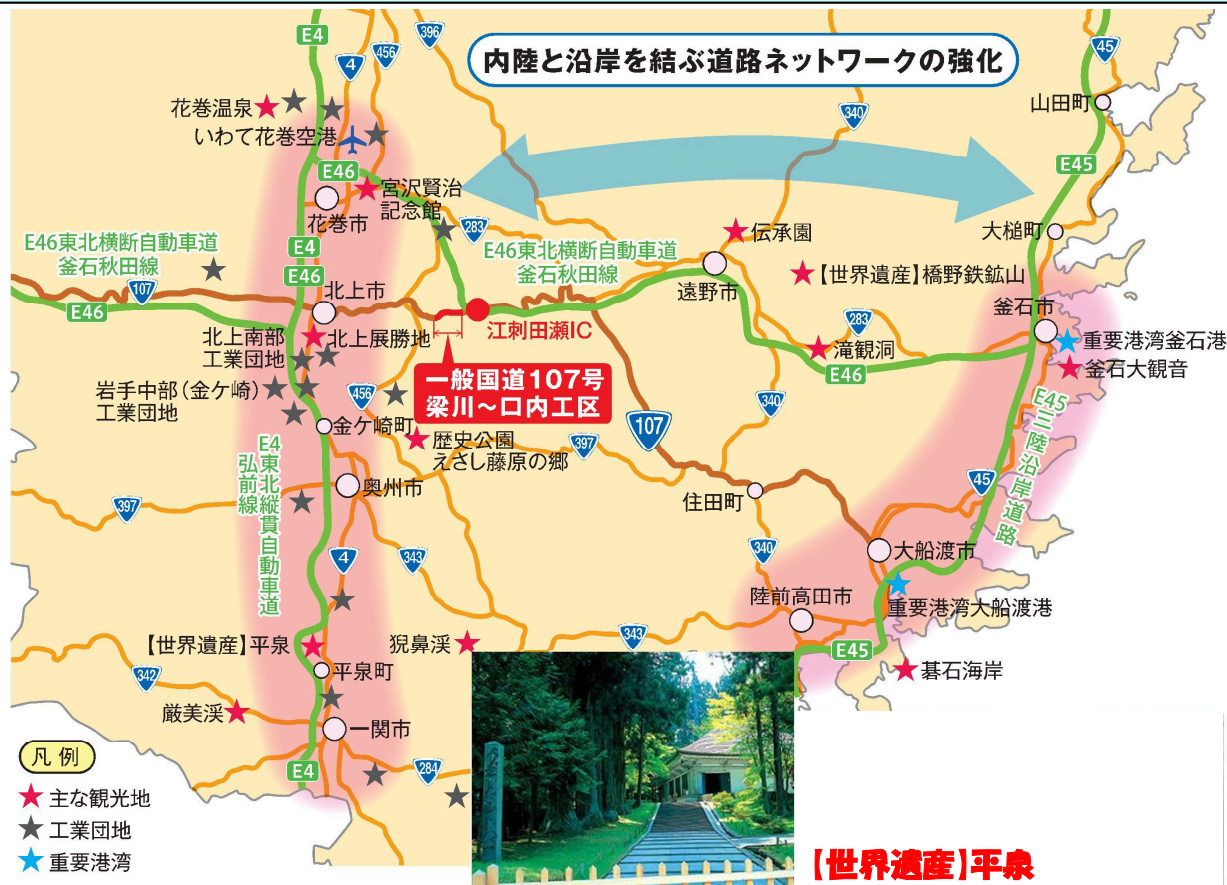 内陸と沿岸を結ぶ道路ネットワークの強化
E4
4
456
396
340
45
山田町
花巻温泉
いわて花巻空港
E46
宮沢賢治
記念館
花巻市
283
E45
大槌町
伝承園
E46東北横断自動車道
釜石秋田線
E4
E46
E46東北横断自動車道
釜石秋田線
遠野市
【世界遺産】橋野鉄鉱山
107
E46
北上市
江刺田瀬IC
283
釜石市
北上南部
工業団地
北上展勝地
滝観洞
重要港湾釜石港
釜石大観音
E46
岩手中部(金ケ崎)
工業団地
456
一般国道107号
梁川〜口内工区
340
107
E45三陸沿岸道路
金ケ崎町
歴史公園
えさし藤原の郷
397
E4東北縦貫自動車道
弘前線
奥州市
397
住田町
45
4
343
340
大船渡市
陸前高田市
重要港湾大船渡港
343
E45
【世界遺産】平泉
猊鼻渓
碁石海岸
342
平泉町
厳美渓
一関市
E4
284
凡例
主な観光地
工業団地
重要港湾
【世界遺産】平泉